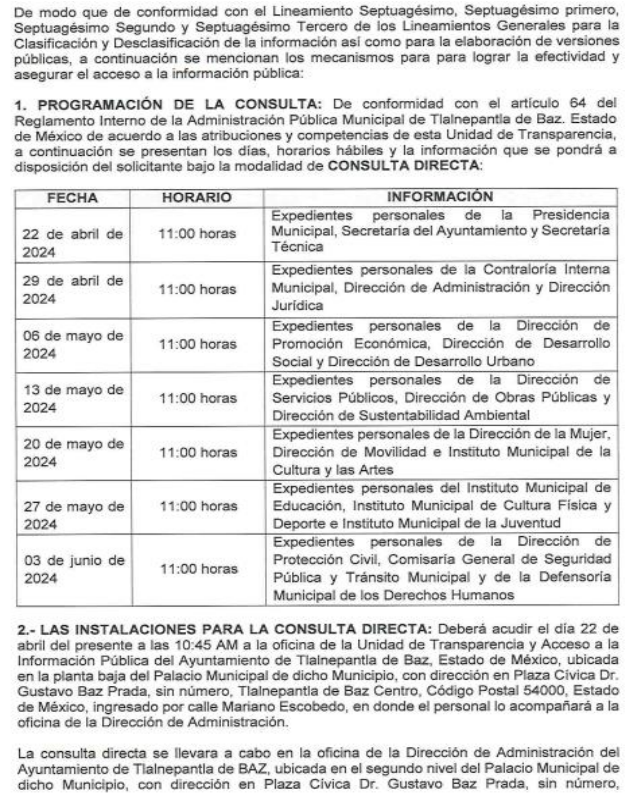 De modo que de conformidad con el Lineamiento Septuagésimo, Septuagésimo primero,
Septuagésimo Segundo y Septuagésimo Tercero de los Lineamientos Generales para la
Clasificación y Desclasificación de la información así como para la elaboración de versiones
públicas, a continuación se mencionan los mecanismos para para lograr la efectividad y
asegurar el acceso a la información pública:
1. PROGRAMACIÓN DE LA CONSULTA: De conformidad con el artículo 64 del
Reglamento Interno de la Administración Pública Municipal de Tlalnepantla de Baz. Estado
de México de acuerdo a las atribuciones y competencias de esta Unidad de Transparencia,
a continuación se presentan los días, horarios hábiles y la información que se pondrá a
disposición del solicitante bajo la modalidad de CONSULTA DIRECTA:
FECHA HORARIO INFORMACIÓN
22 de abril de
2024
11:00 horas
Expedientes personales de la Presidencia
Municipal, Secretaría del Ayuntamiento y Secretaría
Técnica
29 de abril de
2024
11:00 horas
Expedientes personales de la Contraloría Interna
Municipal, Dirección de Administración y Dirección
Jurídica
06 de mayo de
2024
11:00 horas
Expedientes personales de la Dirección de
Promoción Económica, Dirección de Desarrollo
Social y Dirección de Desarrollo Urbano
13 de mayo de
2024
11:00 horas
Expedientes personales de la Dirección de
Servicios Públicos, Dirección de Obras Públicas y
Dirección de Sustentabilidad Ambiental
20 de mayo de
2024
11:00 horas
Expedientes personales de la Dirección de la Mujer,
Dirección de Movilidad e Instituto Municipal de la
Cultura y las Artes
27 de mayo de
2024
11:00 horas
Expedientes personales del Instituto Municipal de
Educación, Instituto Municipal de Cultura Física y
Deporte e Instituto Municipal de la Juventud
03 de junio de
2024
11:00 horas
Expedientes personales de la Dirección de
Protección Civil, Comisaría General de Seguridad
Pública y Tránsito Municipal y de la Defensoría
Municipal de los Derechos Humanos
2.- LAS INSTALACIONES PARA LA CONSULTA DIRECTA: Deberá acudir el día 22 de
abril del presente a las 10:45 AM a la oficina de la Unidad de Transparencia y Acceso a la
Información Pública del Ayuntamiento de Tlalnepantla de Baz, Estado de México, ubicada
en la planta baja del Palacio Municipal de dicho Municipio, con dirección en Plaza Cívica Dr.
Gustavo Baz Prada, sin número, Tlalnepantla de Baz Centro, Código Postal 54000, Estado
de México, ingresado por calle Mariano Escobedo, en donde el personal lo acompañará a la
oficina de la Dirección de Administración.
La consulta directa se llevara a cabo en la oficina de la Dirección de Administración del
Ayuntamiento de Tlalnepantla de BAZ, ubicada en el segundo nivel del Palacio Municipal de
dicho Municipio, con dirección en Plaza Cívica Dr. Gustavo Baz Prada, sin número,